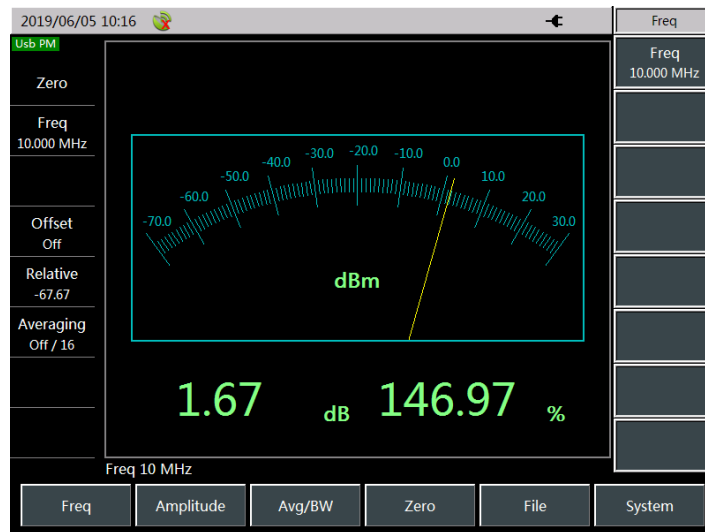 2019/06/05 10:16
Freq
Usb PM
Zero
Freq
10.000 MHz
Offset
Off
Relative
-67.67
Averaging
Off / 16
-70.0
-60.0
-50.0
-40.0
-30.0
-20.0
-10.0
0.0
10.0
20.0
30.0
dBm
1.67 dB 146.97 %
Freq 10 MHz
Freq
10.000 MHz
Freq Amplitude Avg/BW Zero File System